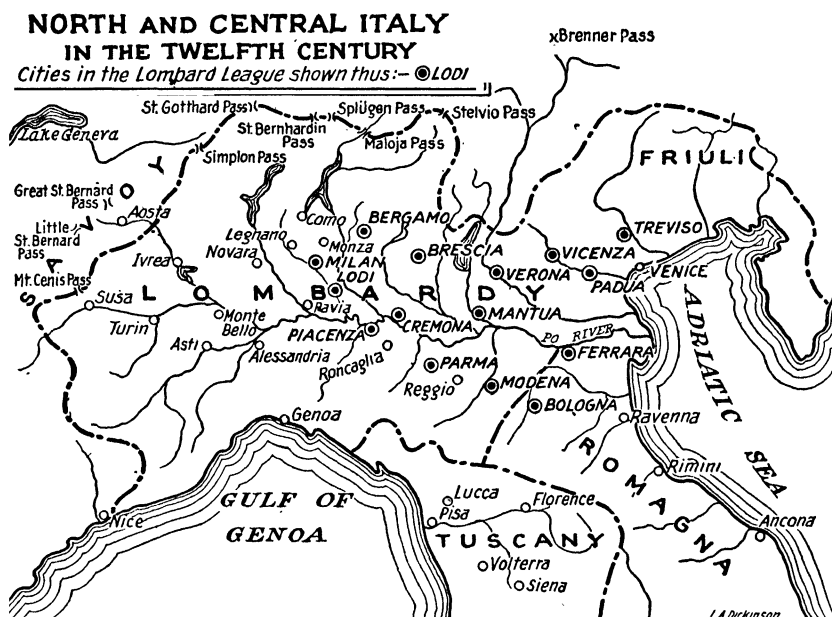 NORTH AND CENTRAL ITALY
IN THE TWELFTH CENTURY
Cities in the Lombard League shown thus:- LODI
xBrenner Pass
Lake Geneva
St. Gotthard Pass
Splügen Pass
Stelvio Pass
St Bernhardin
Pass
Maloja Pass
Simplon Pass
FRIULI
SAVOY
Great St. Bernard
Pass
Aosta
Little
St. Bernard
Pass
Como
BERGAMO
TREVISO
Legnano
Monza
BRESCIA
VICENZA
Ivrea
Novara
MILAN
VERONA
PADUA
VENICE
Mt. Cenis Pass
LODI
LOMBARDY
Susa
Pavia
MANTUA
Turin
Monte
Bello
PIACENZA
CREMONA
PO RIVER
ADRIATIC SEA
Asti
Alessandria
Roncaglia
PARMA
FERRARA
Reggio
MODENA
BOLOGNA
Genoa
Ravenna
ROMAGNA
Rimini
GULF OF
GENOA
Nice
Lucca
Florence
Pisa
Ancona
TUSCANY
Volterra
Siena
L.A. Dickinson